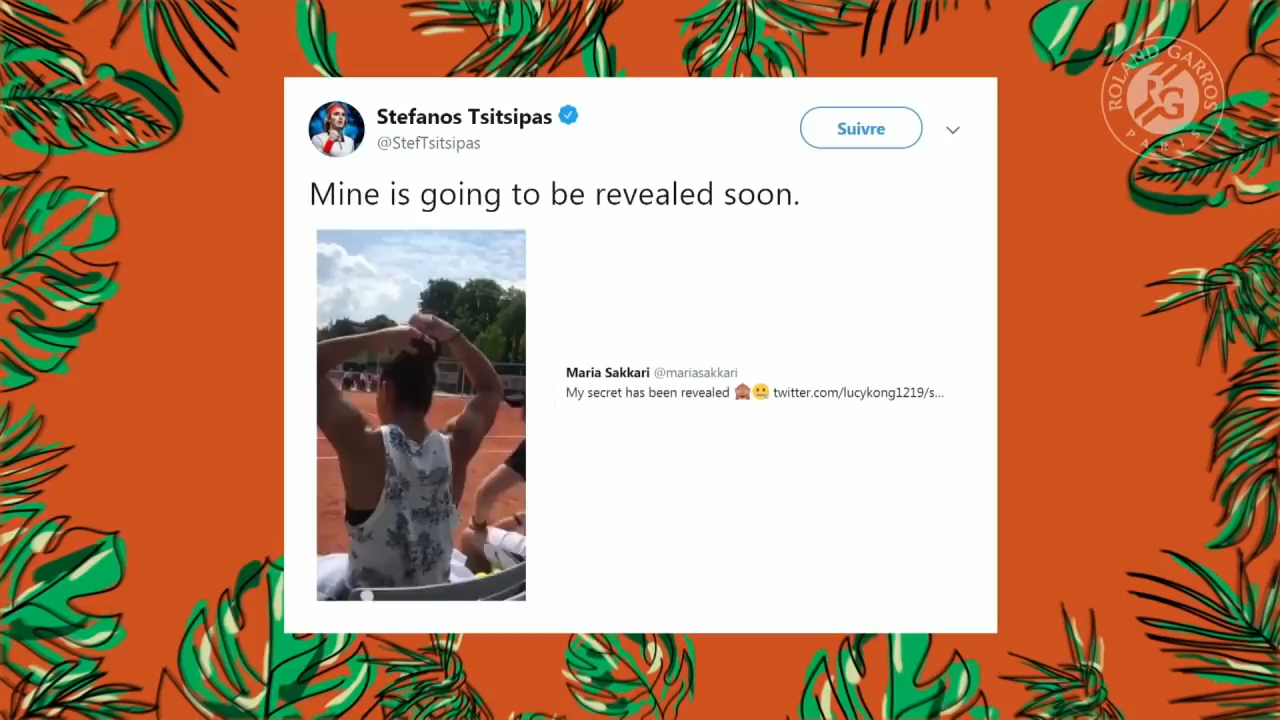 ROLAND GARROS
RG
PARIS
Stefanos Tsitsipas
@StefTsitsipas
Suivre
Mine is going to be revealed soon.
Maria Sakkari @mariasakkari
My secret has been revealed 🙈🤐 twitter.com/lucykong1219/s...